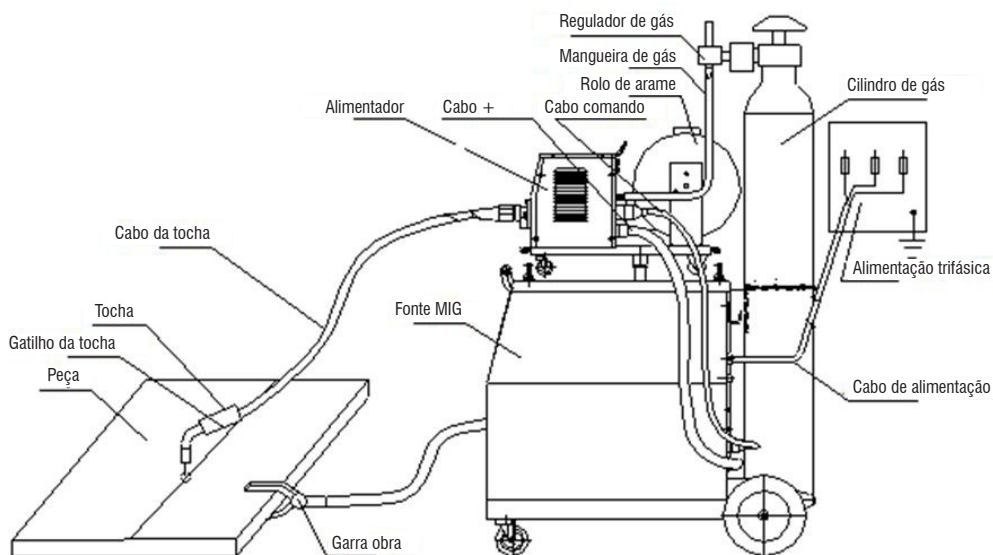 Regulador de gás
Mangueira de gás
Rolo de arame
Cilindro de gás
Alimentador
Cabo +
Cabo comando
Cabo da tocha
Alimentação trifásica
Tocha
Fonte MIG
Gatilho da tocha
Peça
Cabo de alimentação
Garra obra